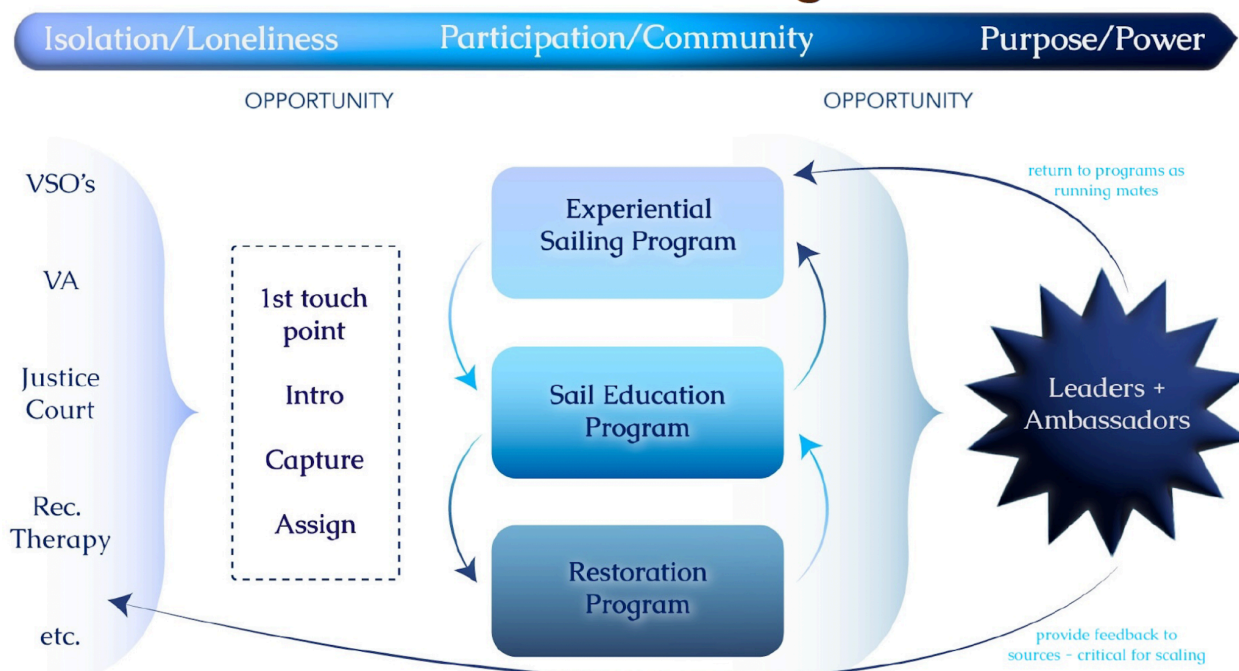 Isolation/Loneliness Participation/Community Purpose/Power
OPPORTUNITY OPPORTUNITY
VSO's
VA
Justice
Court
Rec.
Therapy
etc.
1st touch
point
Intro
Capture
Assign
Experiential
Sailing Program
Sail Education
Program
Restoration
Program
return to programs as
running mates
Leaders +
Ambassadors
provide feedback to
sources - critical for scaling